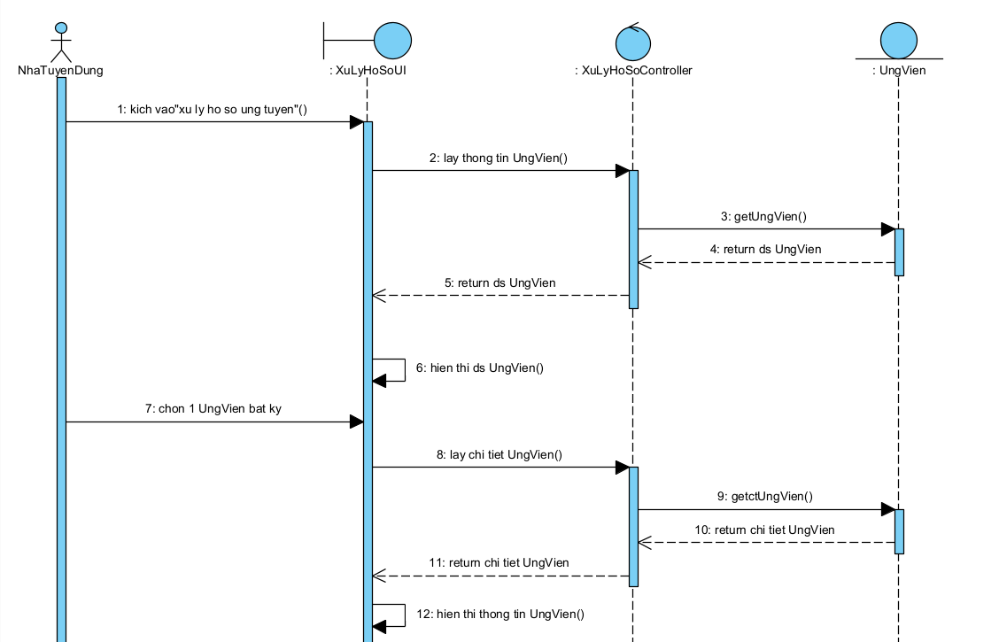 NhaTuyenDung
: XuLyHoSoUI
: XuLyHoSoController
: UngVien
1: kich vao"xu ly ho so ung tuyen"()
2: lay thong tin UngVien()
3: getUngVien()
4: return ds UngVien
5: return ds UngVien
6: hien thi ds UngVien()
7: chon 1 UngVien bat ky
8: lay chi tiet UngVien()
9: getctUngVien()
10: return chi tiet UngVien
11: return chi tiet UngVien
12: hien thi thong tin UngVien()